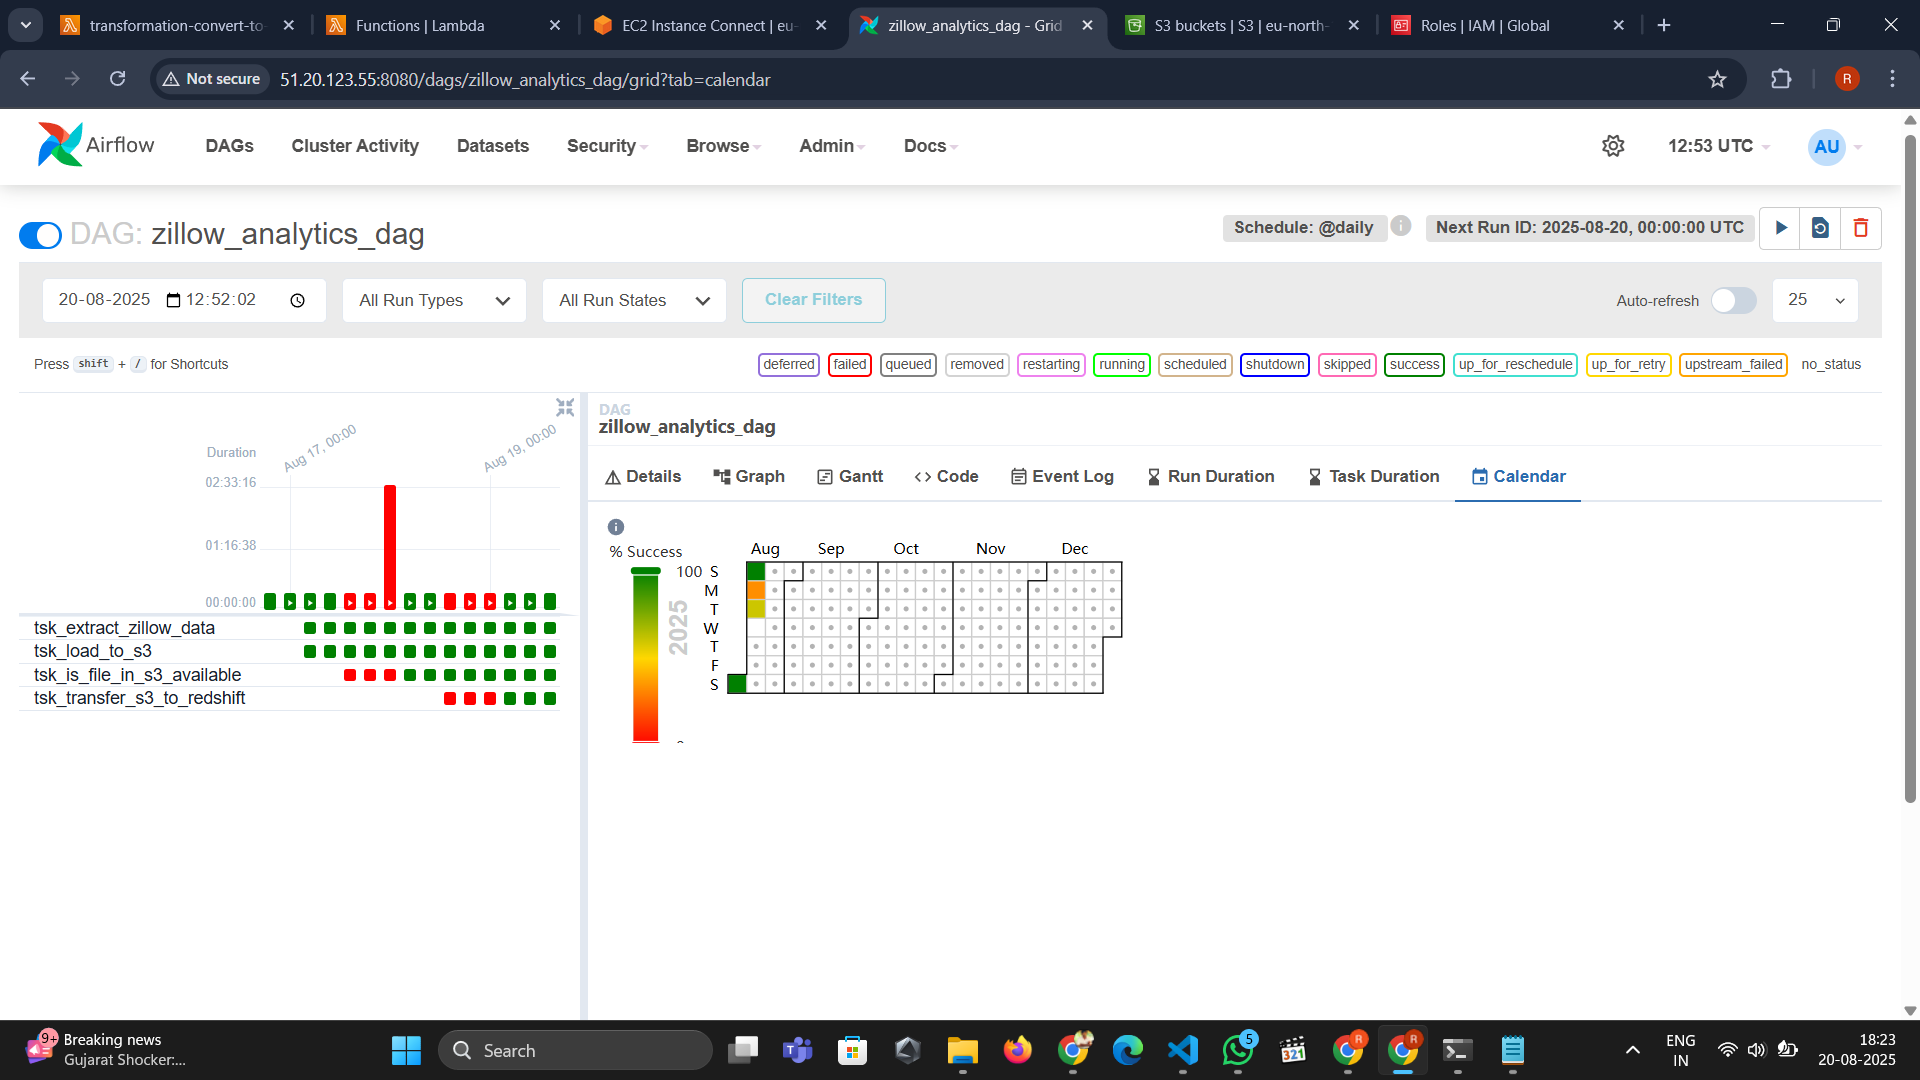 transformation-convert-to-
Functions | Lambda
EC2 Instance Connect | eu-
zillow_analytics_dag - Grid
S3 buckets | S3 | eu-north-
Roles | IAM | Global
Not secure
51.20.123.55:8080/dags/zillow_analytics_dag/grid?tab=calendar
R
Airflow
DAGs
Cluster Activity
Datasets
Security
Browse
Admin
Docs
12:53 UTC
AU
DAG: zillow_analytics_dag
Schedule: @daily
Next Run ID: 2025-08-20, 00:00:00 UTC
20-08-2025 12:52:02
All Run Types
All Run States
Clear Filters
Auto-refresh
25
Press shift + / for Shortcuts
deferred
failed
queued
removed
restarting
running
scheduled
shutdown
skipped
success
up_for_reschedule
up_for_retry
upstream_failed
no_status
Duration
Aug 17, 00:00
Aug 19, 00:00
02:33:16
01:16:38
00:00:00
tsk_extract_zillow_data
tsk_load_to_s3
tsk_is_file_in_s3_available
tsk_transfer_s3_to_redshift
DAG
zillow_analytics_dag
Details
Graph
Gantt
Code
Event Log
Run Duration
Task Duration
Calendar
% Success
100
2025
Aug
Sep
Oct
Nov
Dec
S
M
T
W
T
F
S
9+
Breaking news
Gujarat Shocker:...
Search
5
321
R
R
ENG
IN
18:23
20-08-2025